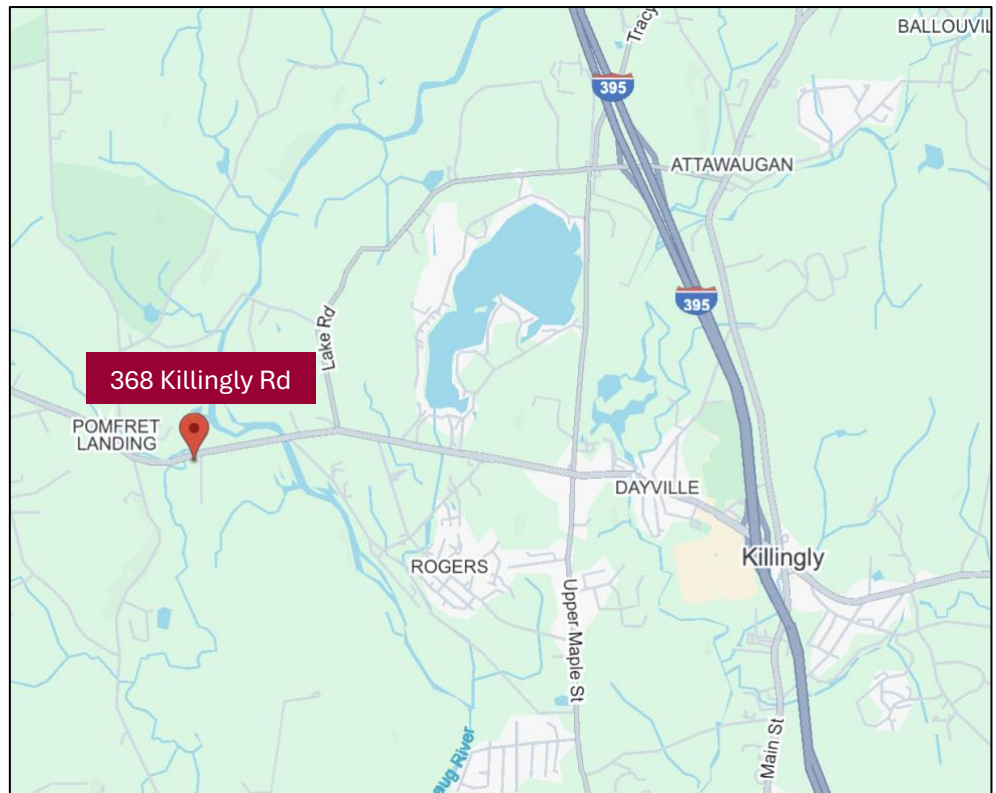 BALLOUVIL
Tracy
395
ATTAWAUGAN
395
Lake Rd
368 Killingly Rd
POMFRET
LANDING
DAYVILLE
Killingly
ROGERS
Upper Maple St
Main St
aug River